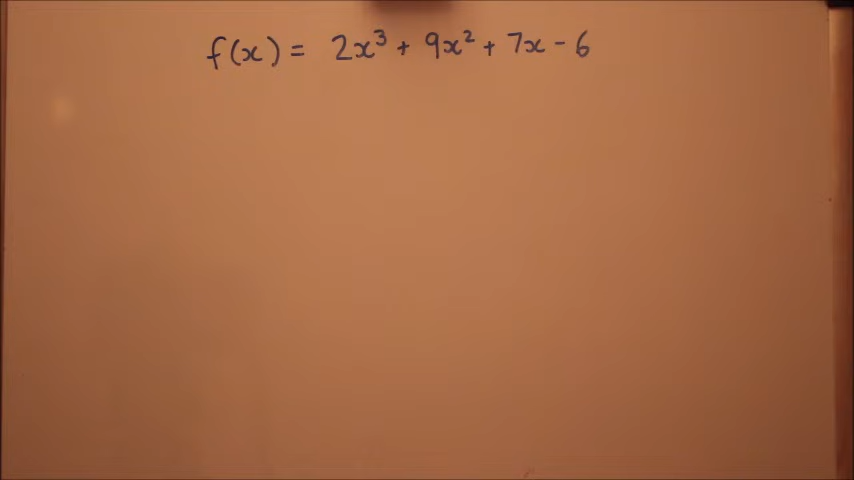 f(x) = 2x³ + 9x² + 7x - 6